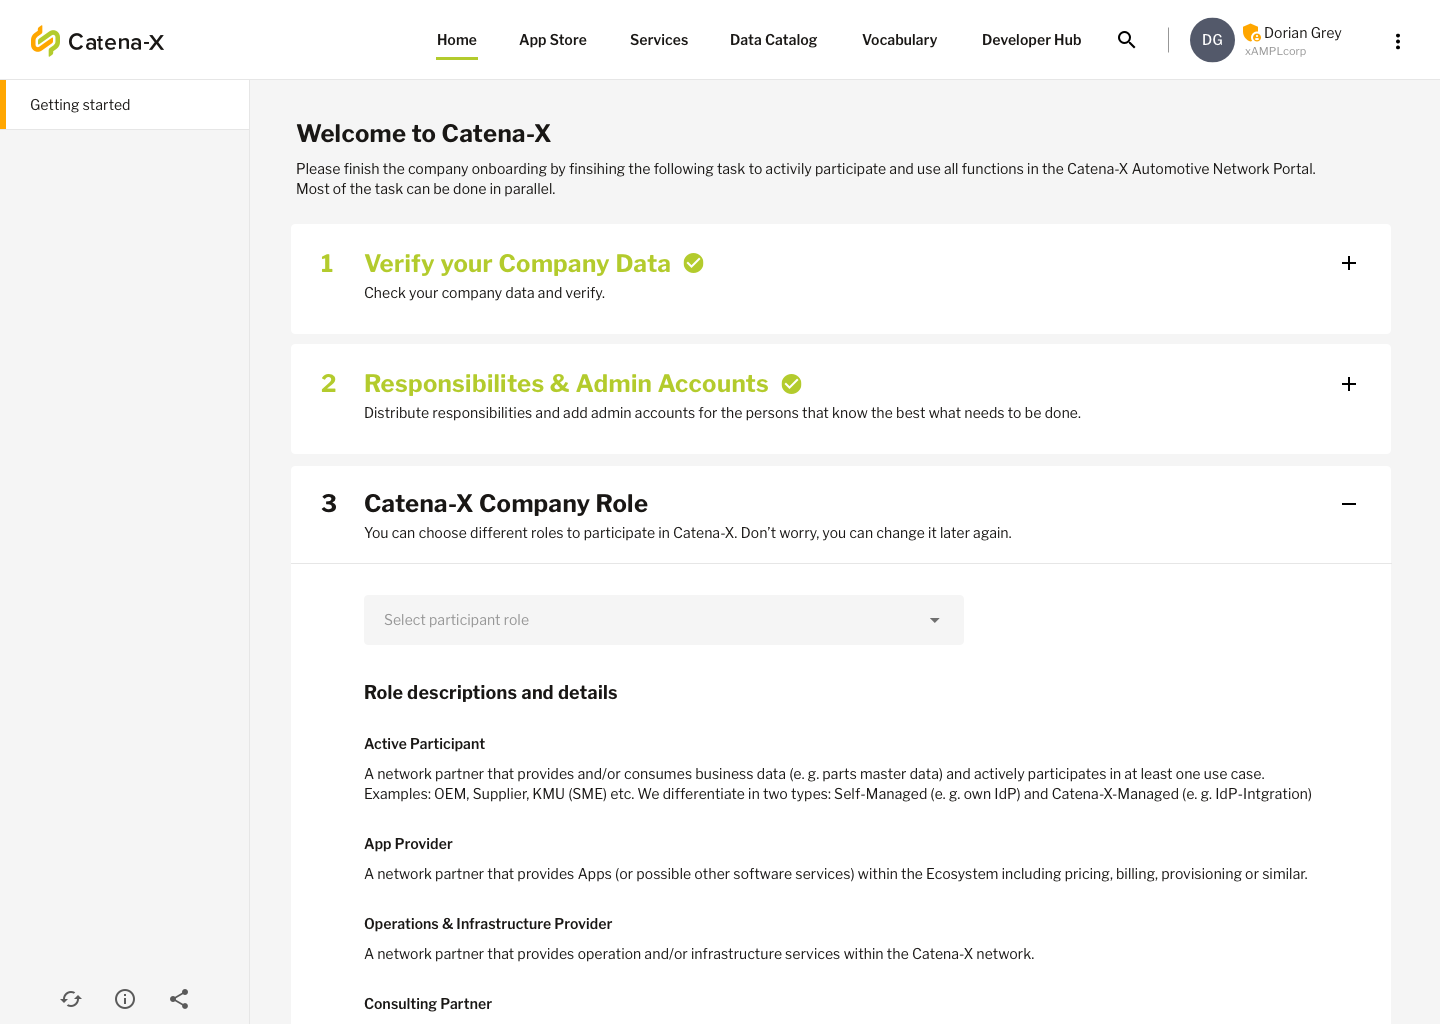 Catena-X
Home
App Store
Services
Data Catalog
Vocabulary
Developer Hub
DG
Dorian Grey
xAMPLcorp
Getting started
Welcome to Catena-X
Please finish the company onboarding by finsihing the following task to activily participate and use all functions in the Catena-X Automotive Network Portal.
Most of the task can be done in parallel.
1 Verify your Company Data
Check your company data and verify.
2 Responsibilites & Admin Accounts
Distribute responsibilities and add admin accounts for the persons that know the best what needs to be done.
3 Catena-X Company Role
You can choose different roles to participate in Catena-X. Don’t worry, you can change it later again.
Select participant role
Role descriptions and details
Active Participant
A network partner that provides and/or consumes business data (e. g. parts master data) and actively participates in at least one use case.
Examples: OEM, Supplier, KMU (SME) etc. We differentiate in two types: Self-Managed (e. g. own IdP) and Catena-X-Managed (e. g. IdP-Intgration)
App Provider
A network partner that provides Apps (or possible other software services) within the Ecosystem including pricing, billing, provisioning or similar.
Operations & Infrastructure Provider
A network partner that provides operation and/or infrastructure services within the Catena-X network.
Consulting Partner